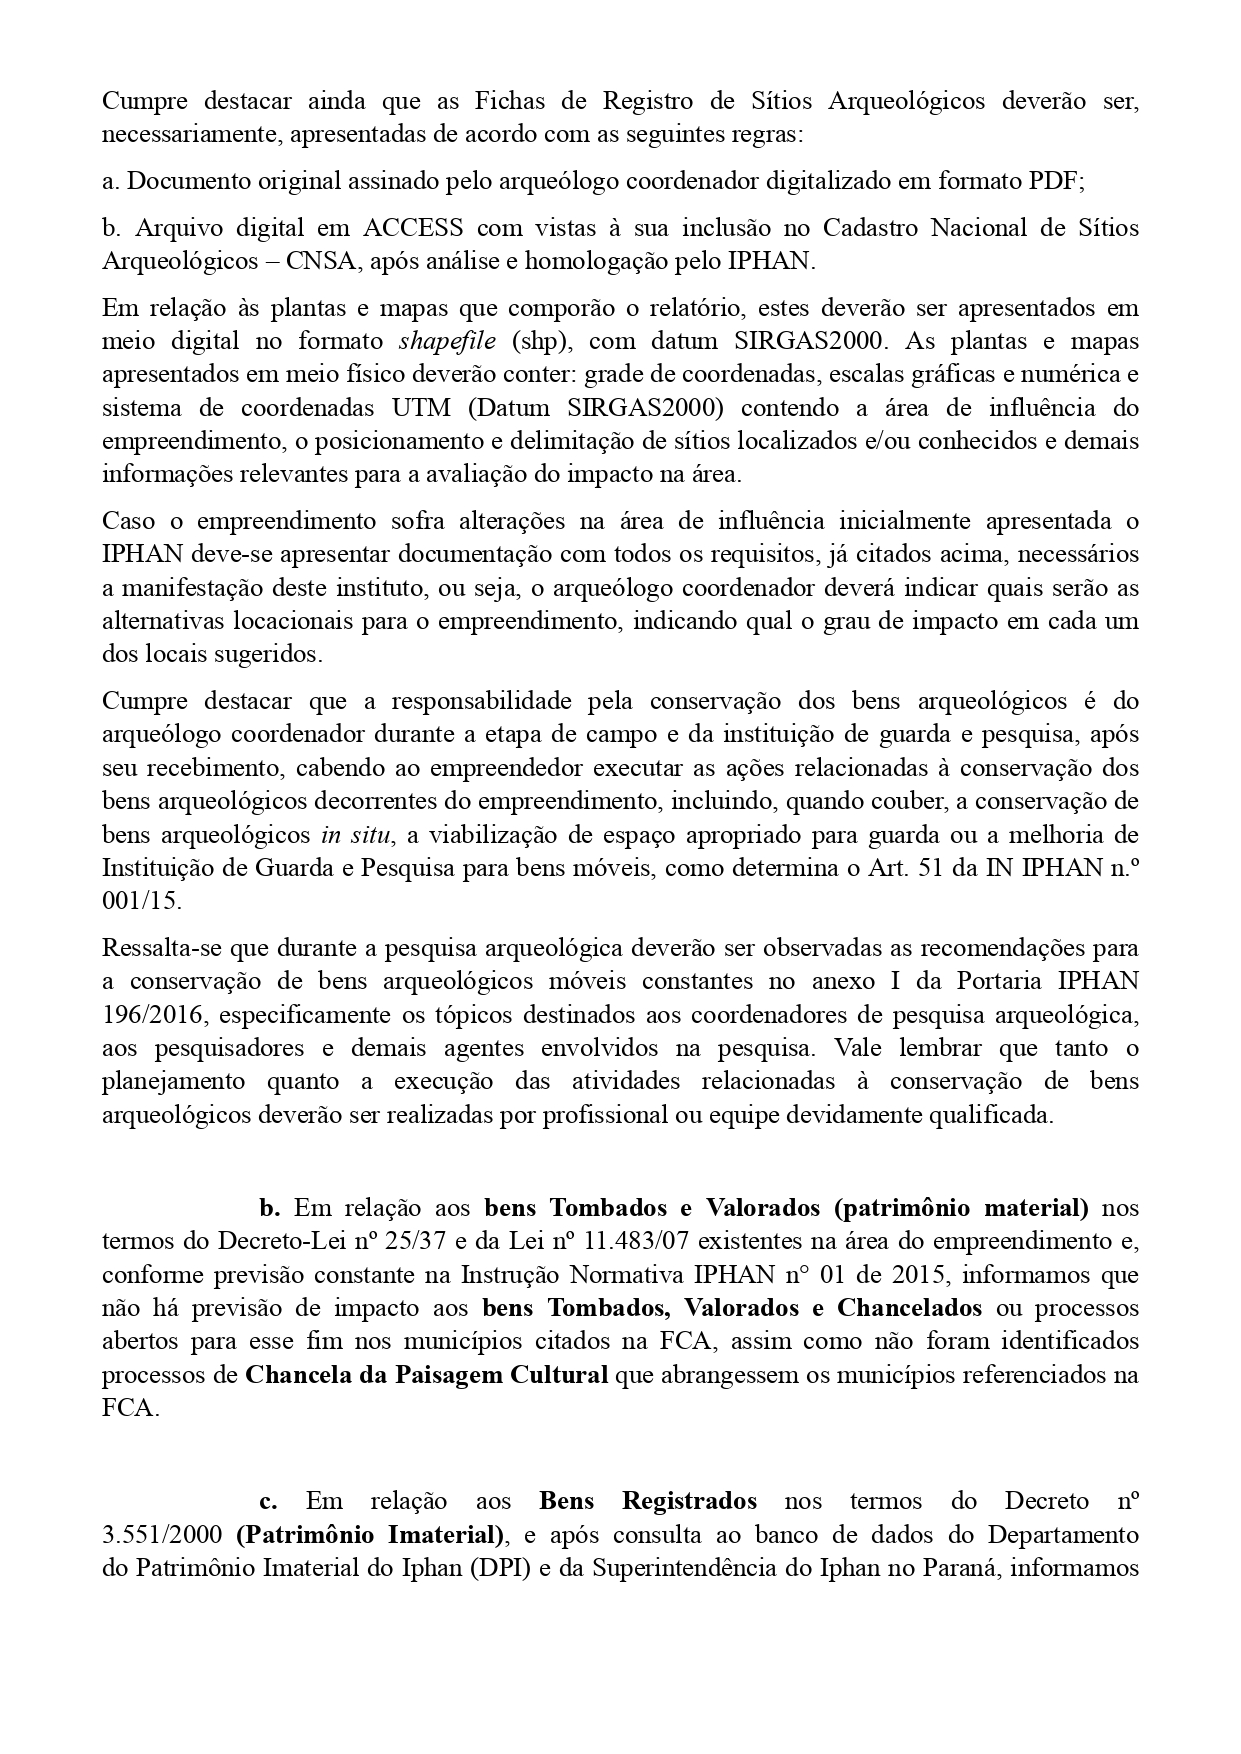 Cumpre destacar ainda que as Fichas de Registro de Sítios Arqueológicos deverão ser,
necessariamente, apresentadas de acordo com as seguintes regras:
a. Documento original assinado pelo arqueólogo coordenador digitalizado em formato PDF;
b. Arquivo digital em ACCESS com vistas à sua inclusão no Cadastro Nacional de Sítios
Arqueológicos – CNSA, após análise e homologação pelo IPHAN.
Em relação às plantas e mapas que comporão o relatório, estes deverão ser apresentados em
meio digital no formato shapefile (shp), com datum SIRGAS2000. As plantas e mapas
apresentados em meio físico deverão conter: grade de coordenadas, escalas gráficas e numérica e
sistema de coordenadas UTM (Datum SIRGAS2000) contendo a área de influência do
empreendimento, o posicionamento e delimitação de sítios localizados e/ou conhecidos e demais
informações relevantes para a avaliação do impacto na área.
Caso o empreendimento sofra alterações na área de influência inicialmente apresentada o
IPHAN deve-se apresentar documentação com todos os requisitos, já citados acima, necessários
a manifestação deste instituto, ou seja, o arqueólogo coordenador deverá indicar quais serão as
alternativas locacionais para o empreendimento, indicando qual o grau de impacto em cada um
dos locais sugeridos.
Cumpre destacar que a responsabilidade pela conservação dos bens arqueológicos é do
arqueólogo coordenador durante a etapa de campo e da instituição de guarda e pesquisa, após
seu recebimento, cabendo ao empreendedor executar as ações relacionadas à conservação dos
bens arqueológicos decorrentes do empreendimento, incluindo, quando couber, a conservação de
bens arqueológicos in situ, a viabilização de espaço apropriado para guarda ou a melhoria de
Instituição de Guarda e Pesquisa para bens móveis, como determina o Art. 51 da IN IPHAN n.º
001/15.
Ressalta-se que durante a pesquisa arqueológica deverão ser observadas as recomendações para
a conservação de bens arqueológicos móveis constantes no anexo I da Portaria IPHAN
196/2016, especificamente os tópicos destinados aos coordenadores de pesquisa arqueológica,
aos pesquisadores e demais agentes envolvidos na pesquisa. Vale lembrar que tanto o
planejamento quanto a execução das atividades relacionadas à conservação de bens
arqueológicos deverão ser realizadas por profissional ou equipe devidamente qualificada.
b. Em relação aos bens Tombados e Valorados (patrimônio material) nos
termos do Decreto-Lei nº 25/37 e da Lei nº 11.483/07 existentes na área do empreendimento e,
conforme previsão constante na Instrução Normativa IPHAN n° 01 de 2015, informamos que
não há previsão de impacto aos bens Tombados, Valorados e Chancelados ou processos
abertos para esse fim nos municípios citados na FCA, assim como não foram identificados
processos de Chancela da Paisagem Cultural que abrangessem os municípios referenciados na
FCA.
c. Em relação aos Bens Registrados nos termos do Decreto nº
3.551/2000 (Patrimônio Imaterial), e após consulta ao banco de dados do Departamento
do Patrimônio Imaterial do Iphan (DPI) e da Superintendência do Iphan no Paraná, informamos